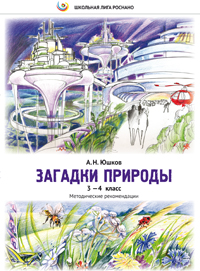 ШКОЛЬНАЯ ЛИГА РОСНАНО
А. Н. Юшков
ЗАГАДКИ ПРИРОДЫ
3 – 4 класс
Методические рекомендации